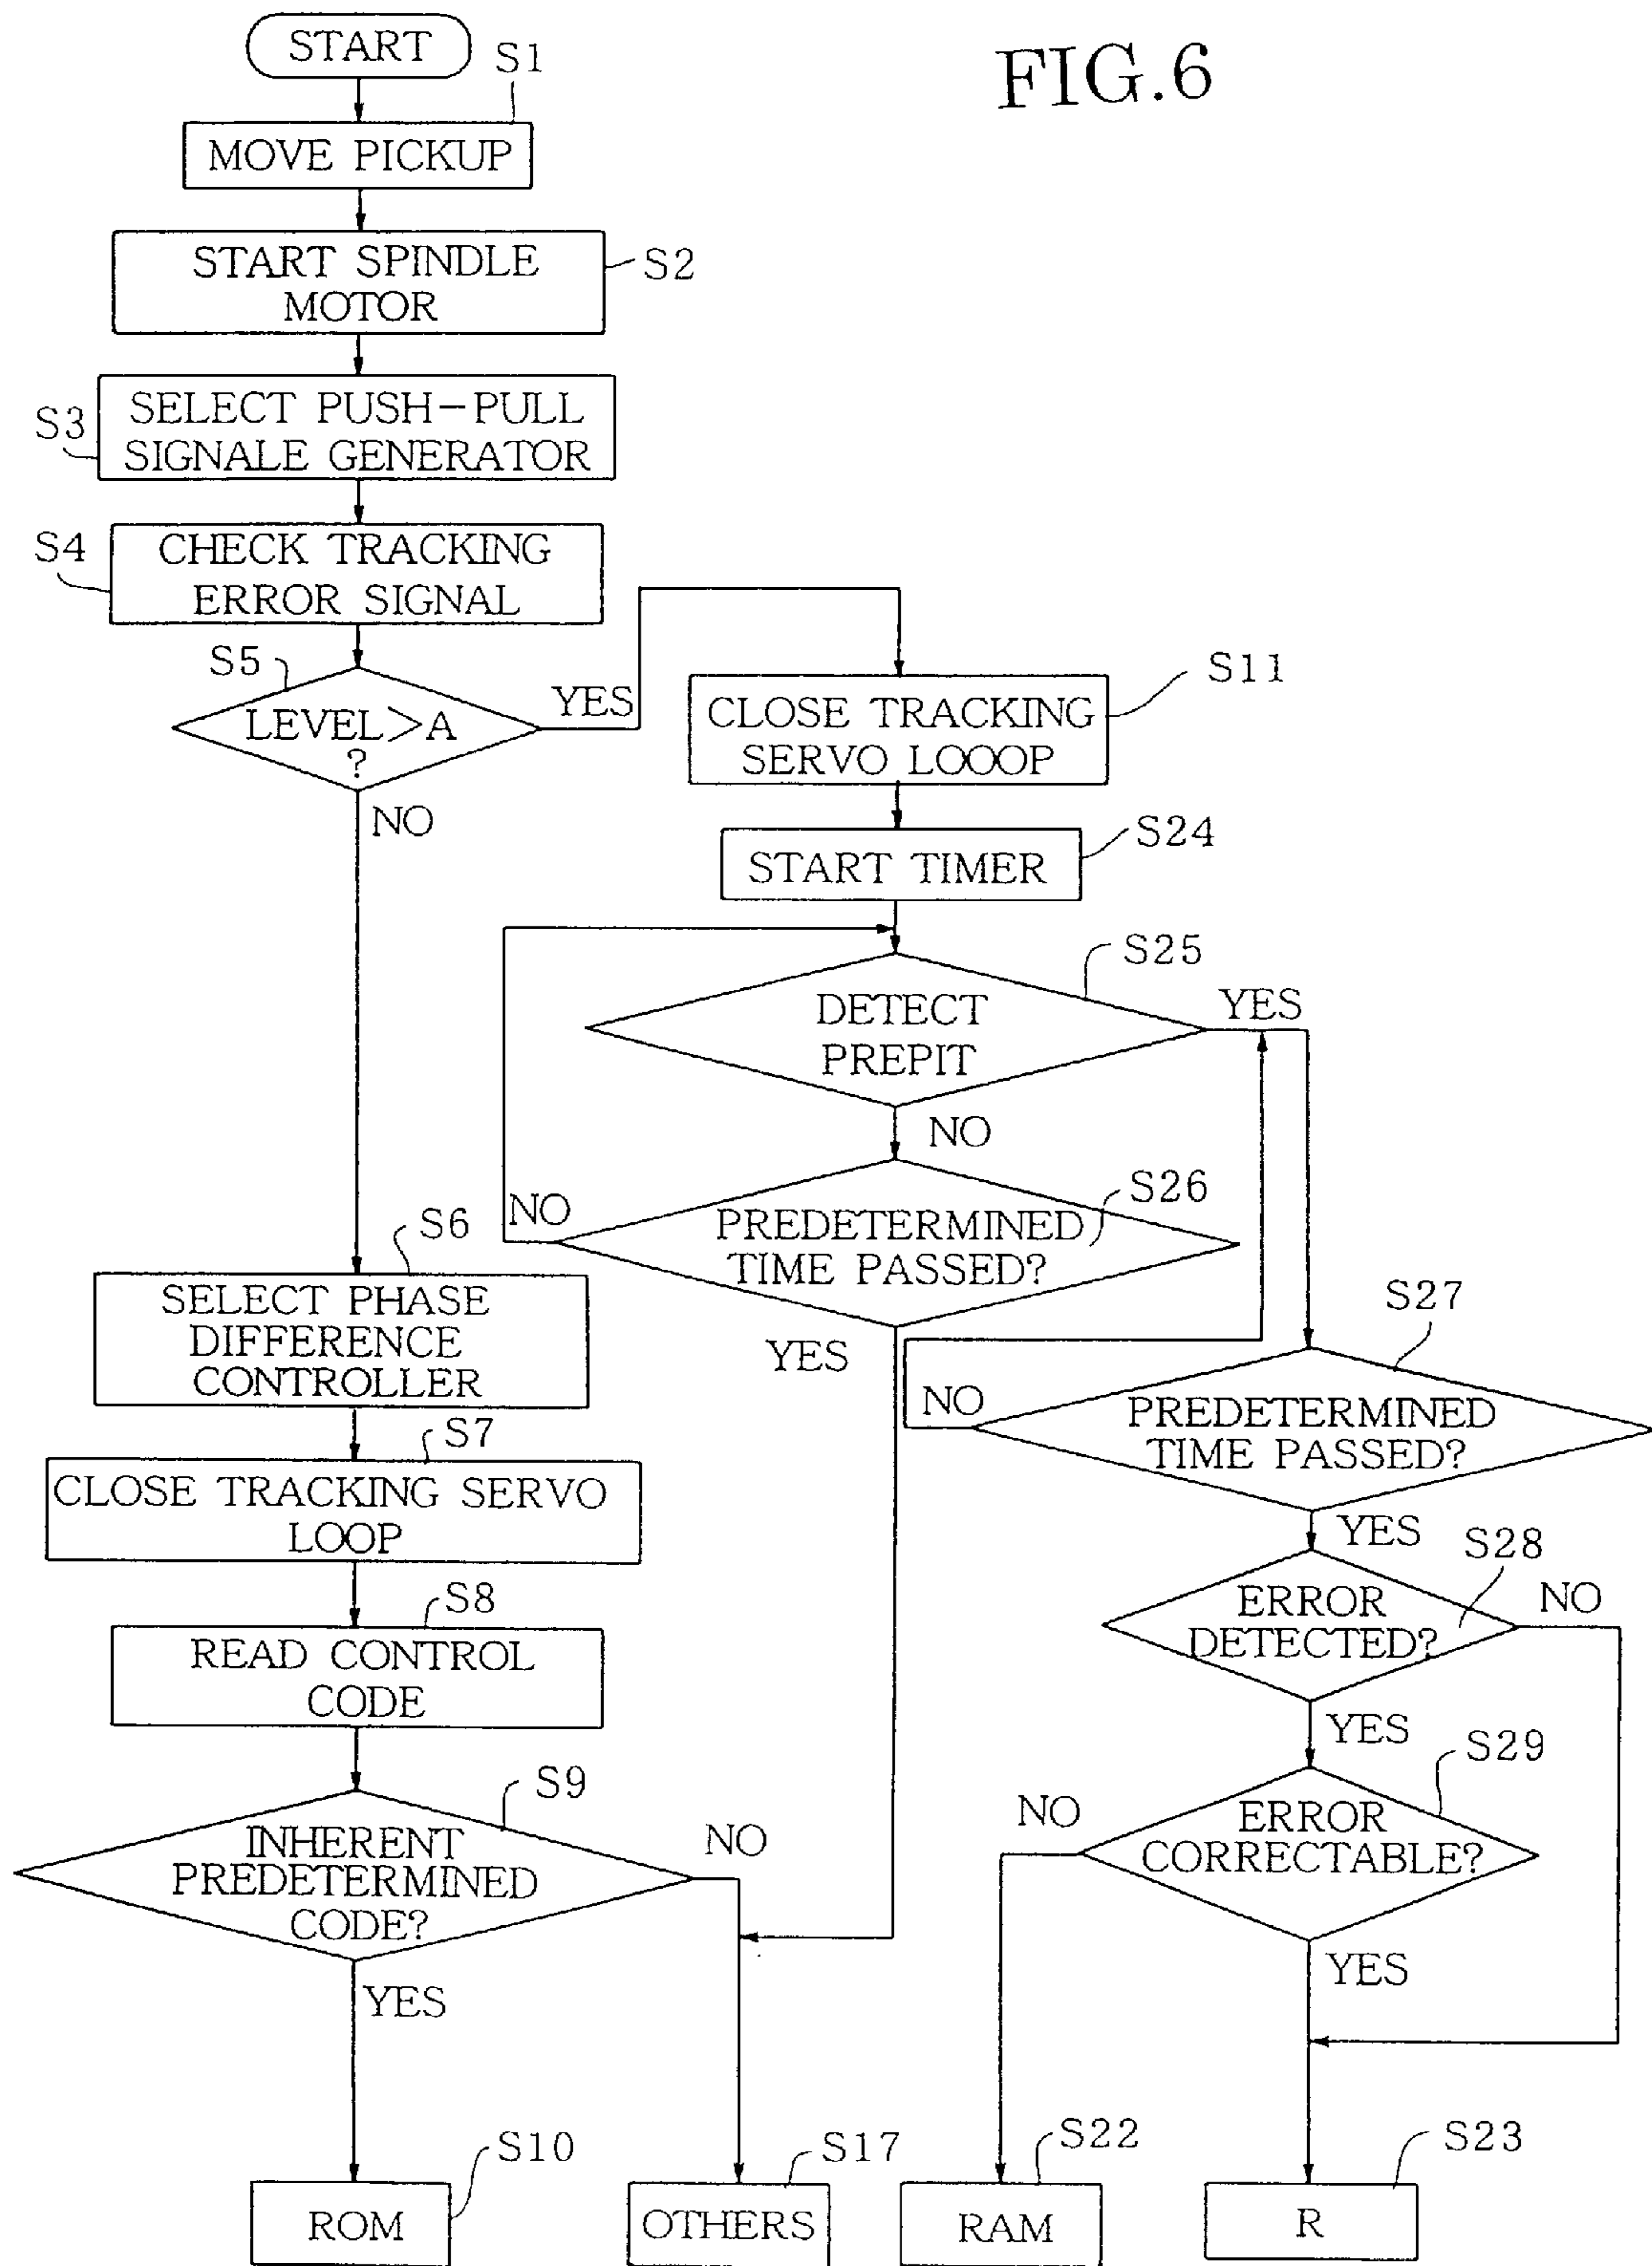 FIG.6
START
S1
MOVE PICKUP
START SPINDLE
MOTOR
S2
S3
SELECT PUSH-PULL
SIGNALE GENERATOR
S4
CHECK TRACKING
ERROR SIGNAL
S5
LEVEL>A
?
YES
NO
S11
CLOSE TRACKING
SERVO LOOOP
S24
START TIMER
S25
DETECT
PREPIT
YES
NO
S26
PREDETERMINED
TIME PASSED?
NO
YES
S6
SELECT PHASE
DIFFERENCE
CONTROLLER
S7
CLOSE TRACKING SERVO
LOOP
S8
READ CONTROL
CODE
S9
INHERENT
PREDETERMINED
CODE?
NO
YES
S27
PREDETERMINED
TIME PASSED?
NO
YES
S28
ERROR
DETECTED?
NO
YES
S29
ERROR
CORRECTABLE?
NO
YES
S10
ROM
S17
OTHERS
S22
RAM
S23
R